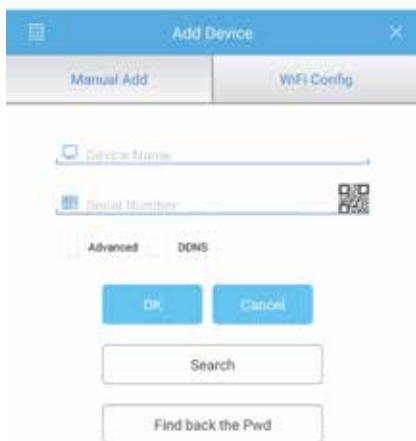 Add Device
Manual Add
WiFi Config
Device Name
Serial Number
Advanced DDNS
OK Cancel
Search
Find back the Pwd